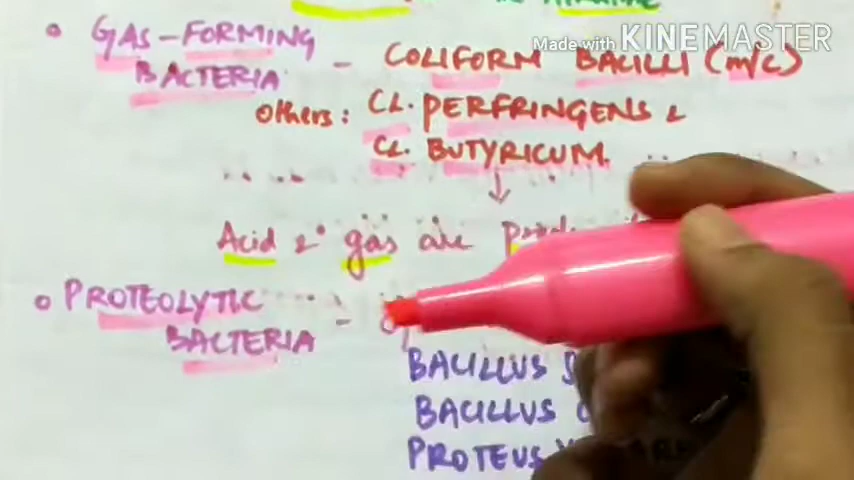 Made with KINEMASTER
GAS-FORMING
BACTERIA - COLIFORM BACILLI (m/c)
Others: CL. PERFRINGENS &
CL. BUTYRICUM.
↓
Acid & gas are
PROTEOLYTIC
BACTERIA -
BACILLUS
BACILLUS
PROTEUS